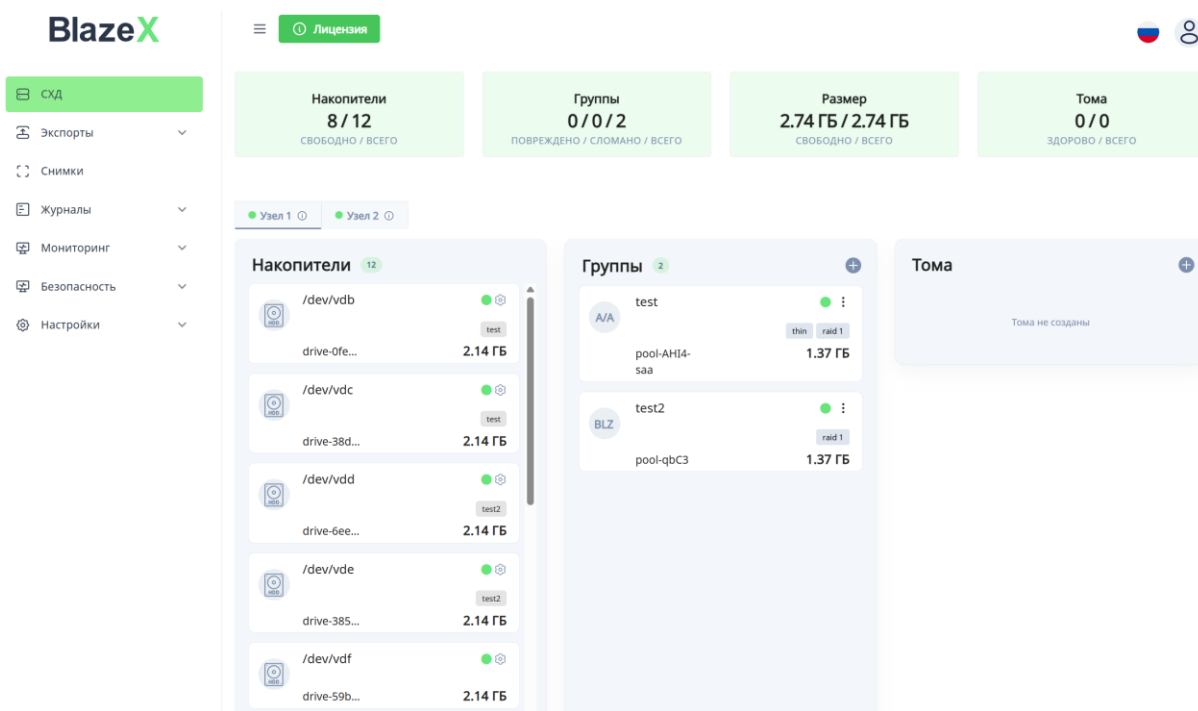 BlazeX
Лицензия
СХД
Экспорты
Снимки
Журналы
Мониторинг
Безопасность
Настройки
Накопители
8 / 12
СВОБОДНО / ВСЕГО
Группы
0 / 0 / 2
ПОВРЕЖДЕНО / СЛОМАНО / ВСЕГО
Размер
2.74 ГБ / 2.74 ГБ
СВОБОДНО / ВСЕГО
Тома
0 / 0
ЗДОРОВО / ВСЕГО
Узел 1
Узел 2
Накопители 12
HDD
/dev/vdb
test
drive-0fe...
2.14 ГБ
HDD
/dev/vdc
test
drive-38d...
2.14 ГБ
HDD
/dev/vdd
test2
drive-6ee...
2.14 ГБ
HDD
/dev/vde
test2
drive-385...
2.14 ГБ
HDD
/dev/vdf
drive-59b...
2.14 ГБ
Группы 2
A/A
test
thin
raid 1
pool-AHI4-
saa
1.37 ГБ
BLZ
test2
raid 1
pool-qbC3
1.37 ГБ
Тома
Тома не созданы